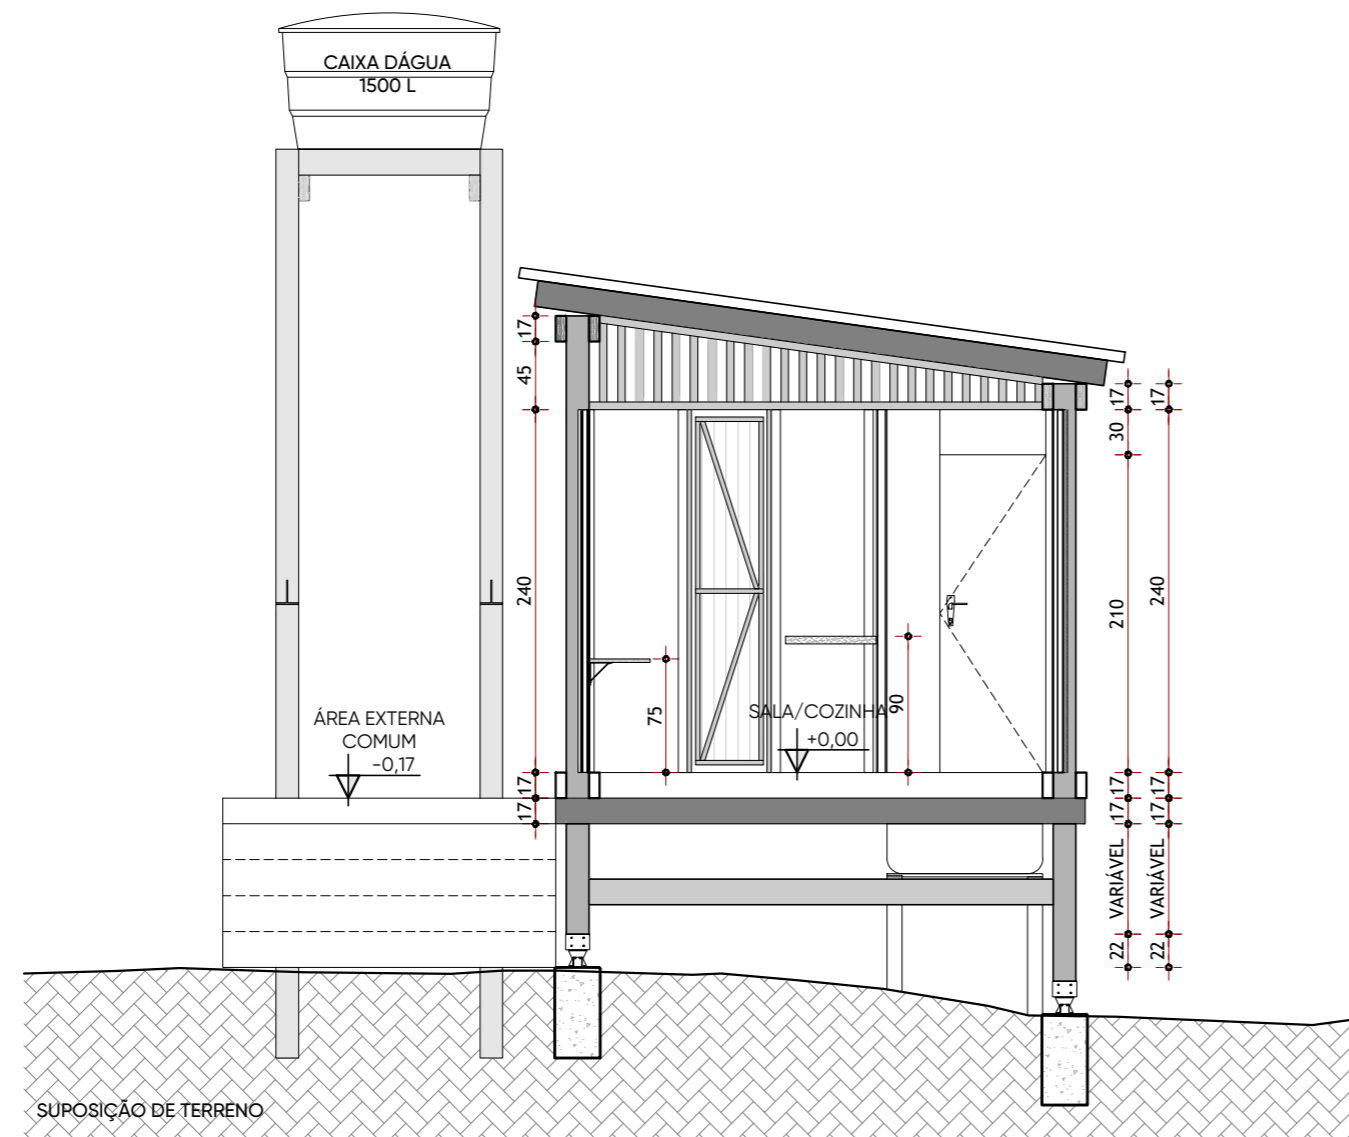 CAIXA DÁGUA
1500 L
17
45
240
17
17
17
30
210
17
17
VARIÁVEL
22
17
240
17
17
VARIÁVEL
22
75
90
SALA/COZINHA
+0,00
ÁREA EXTERNA
COMUM
-0,17
SUPOSIÇÃO DE TERRENO